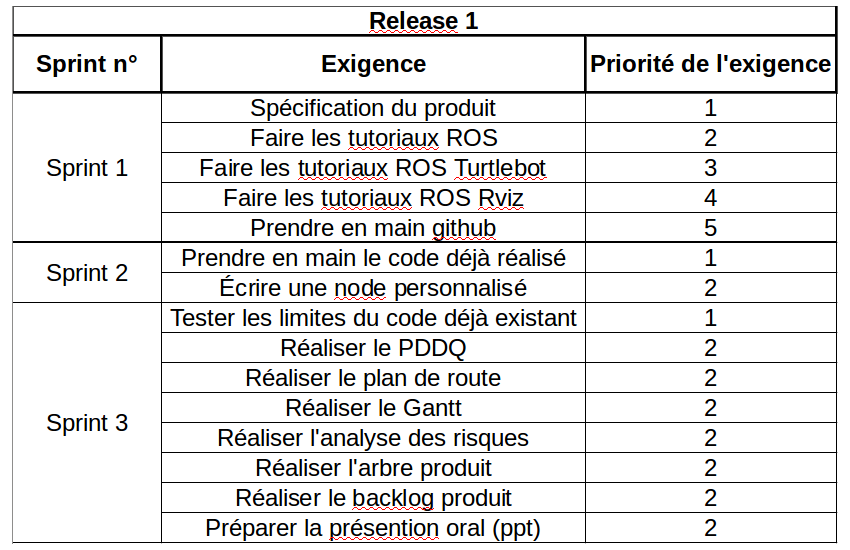 Release 1
Sprint n° Exigence Priorité de l'exigence
Sprint 1
Spécification du produit 1
Faire les tutoriaux ROS 2
Faire les tutoriaux ROS Turtlebot 3
Faire les tutoriaux ROS Rviz 4
Prendre en main github 5
Sprint 2
Prendre en main le code déjà réalisé 1
Écrire une node personnalisé 2
Sprint 3
Tester les limites du code déjà existant 1
Réaliser le PDDQ 2
Réaliser le plan de route 2
Réaliser le Gantt 2
Réaliser l'analyse des risques 2
Réaliser l'arbre produit 2
Réaliser le backlog produit 2
Préparer la présention oral (ppt) 2